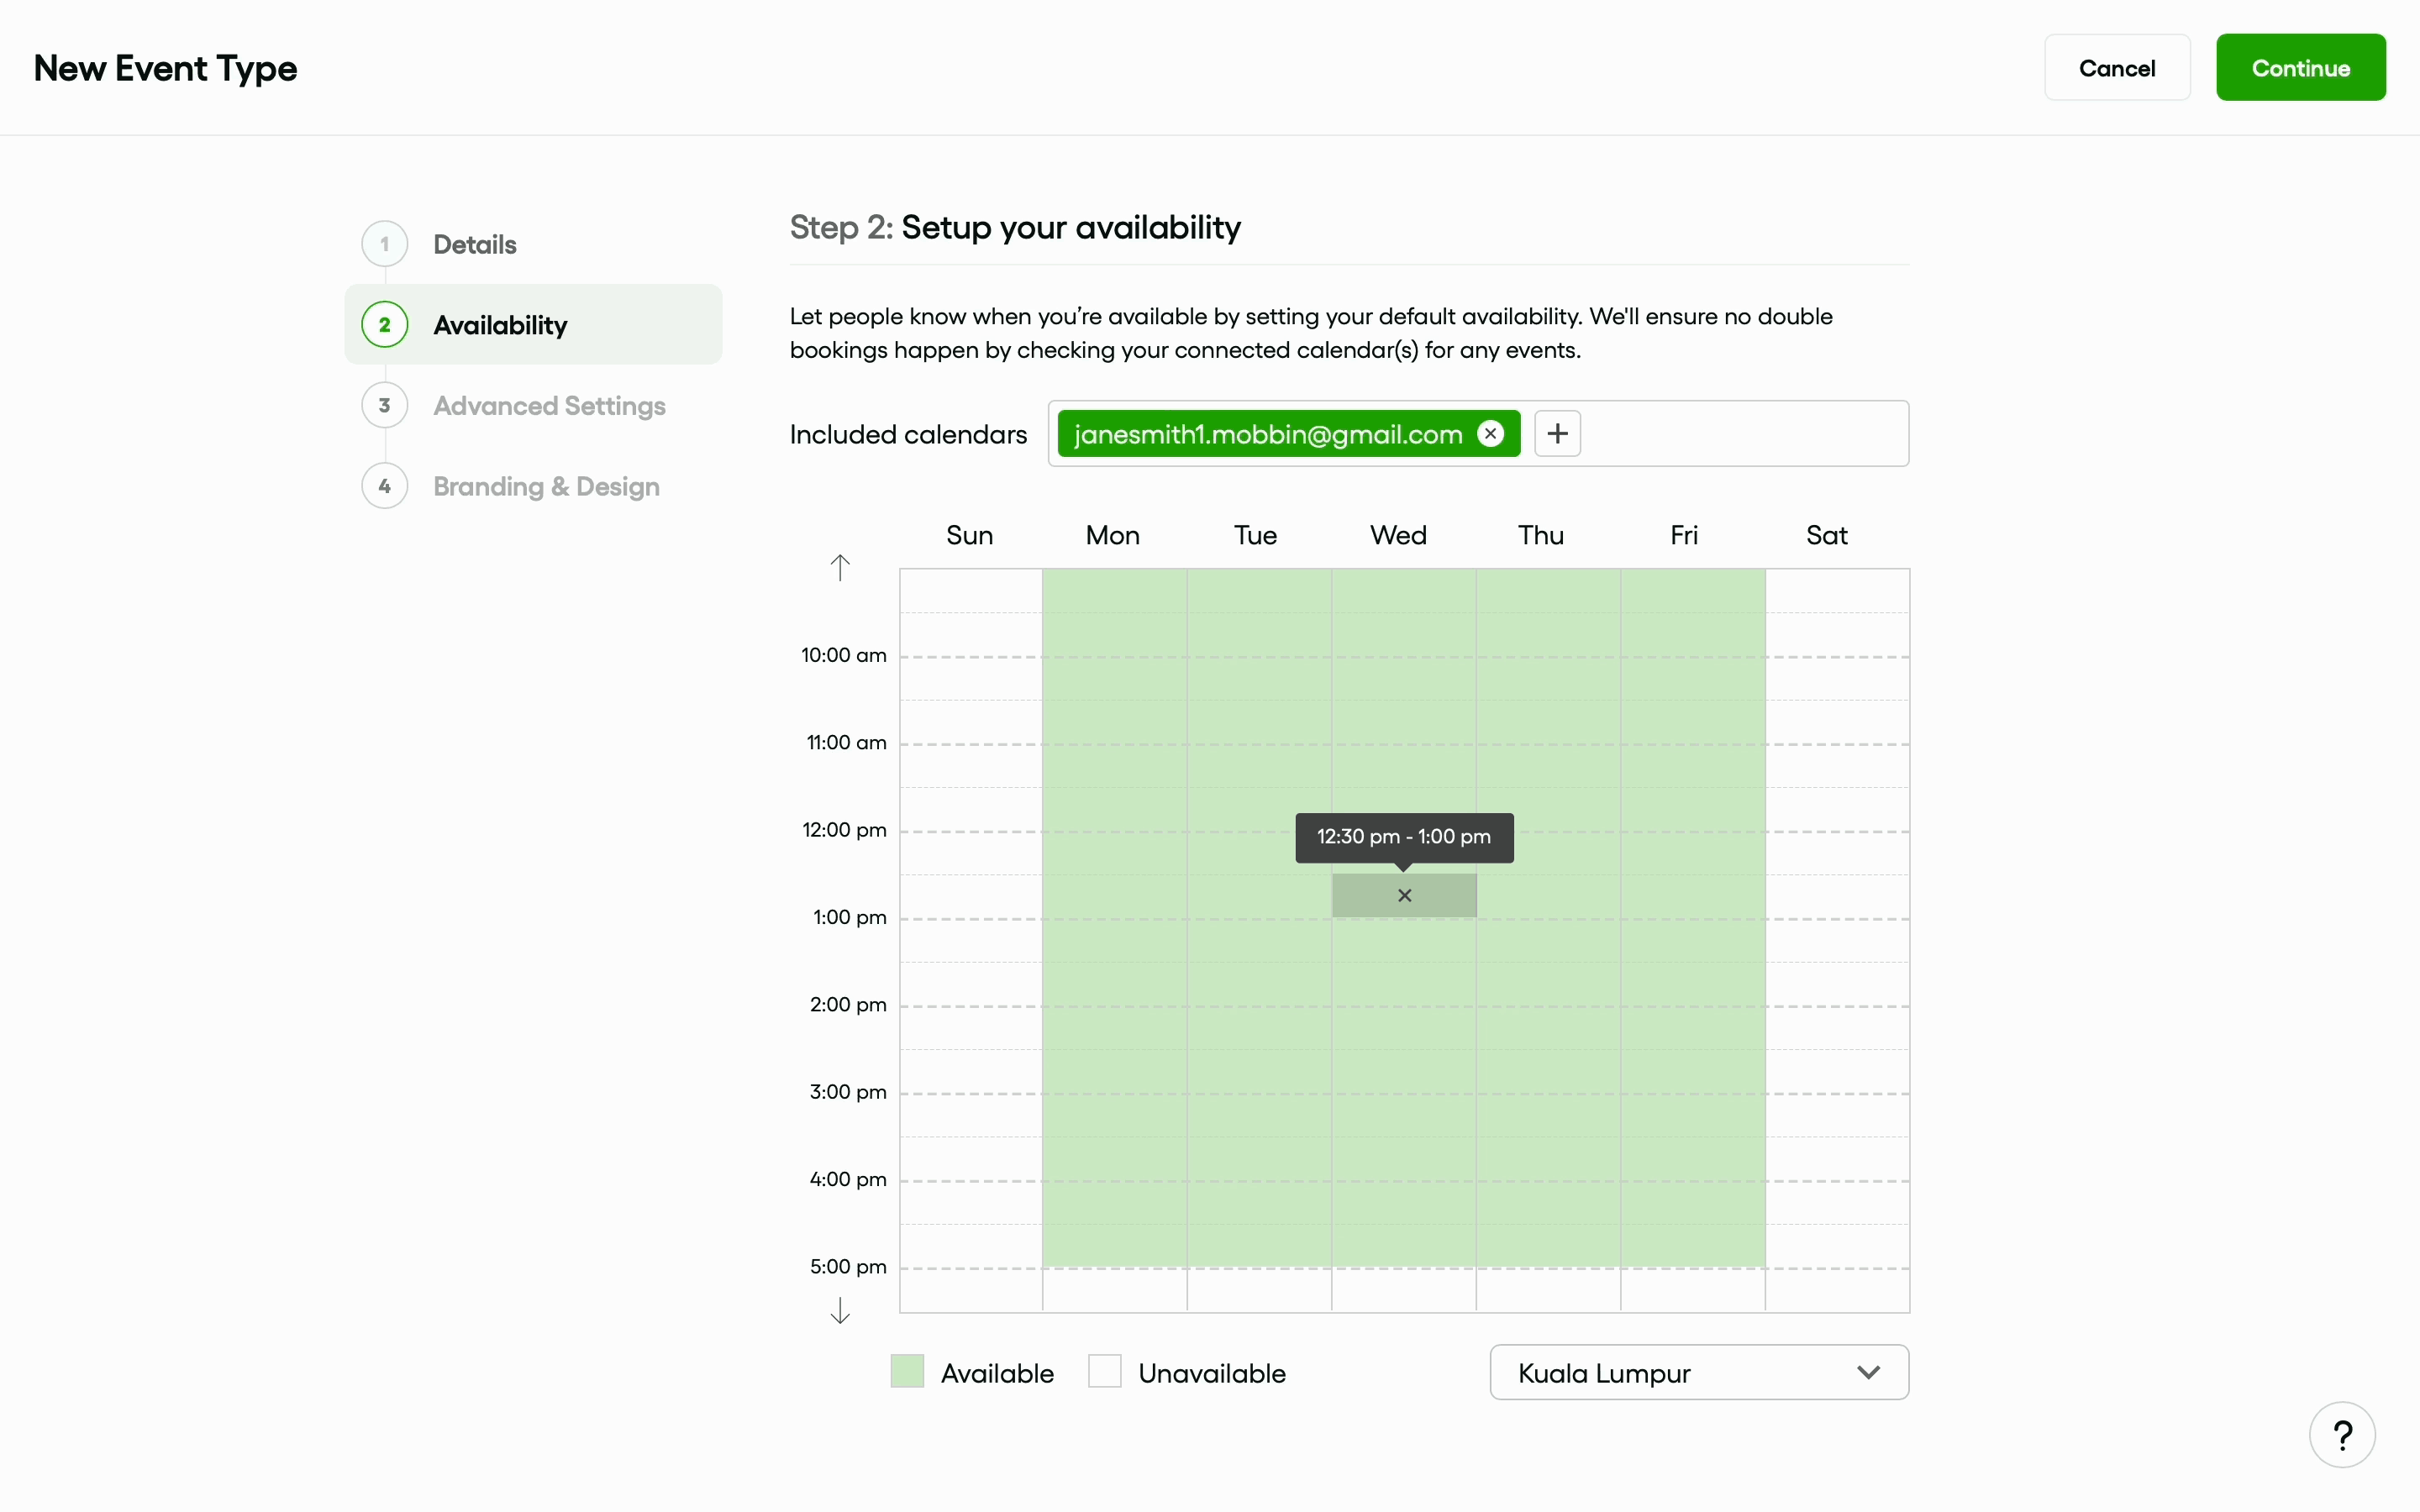 New Event Type
Cancel
Continue
1 Details
2 Availability
3 Advanced Settings
4 Branding & Design
Step 2: Setup your availability
Let people know when you’re available by setting your default availability. We'll ensure no double
bookings happen by checking your connected calendar(s) for any events.
Included calendars janesmith1.mobbin@gmail.com
Sun Mon Tue Wed Thu Fri Sat
10:00 am
11:00 am
12:00 pm
12:30 pm - 1:00 pm
1:00 pm
2:00 pm
3:00 pm
4:00 pm
5:00 pm
Available Unavailable Kuala Lumpur
?